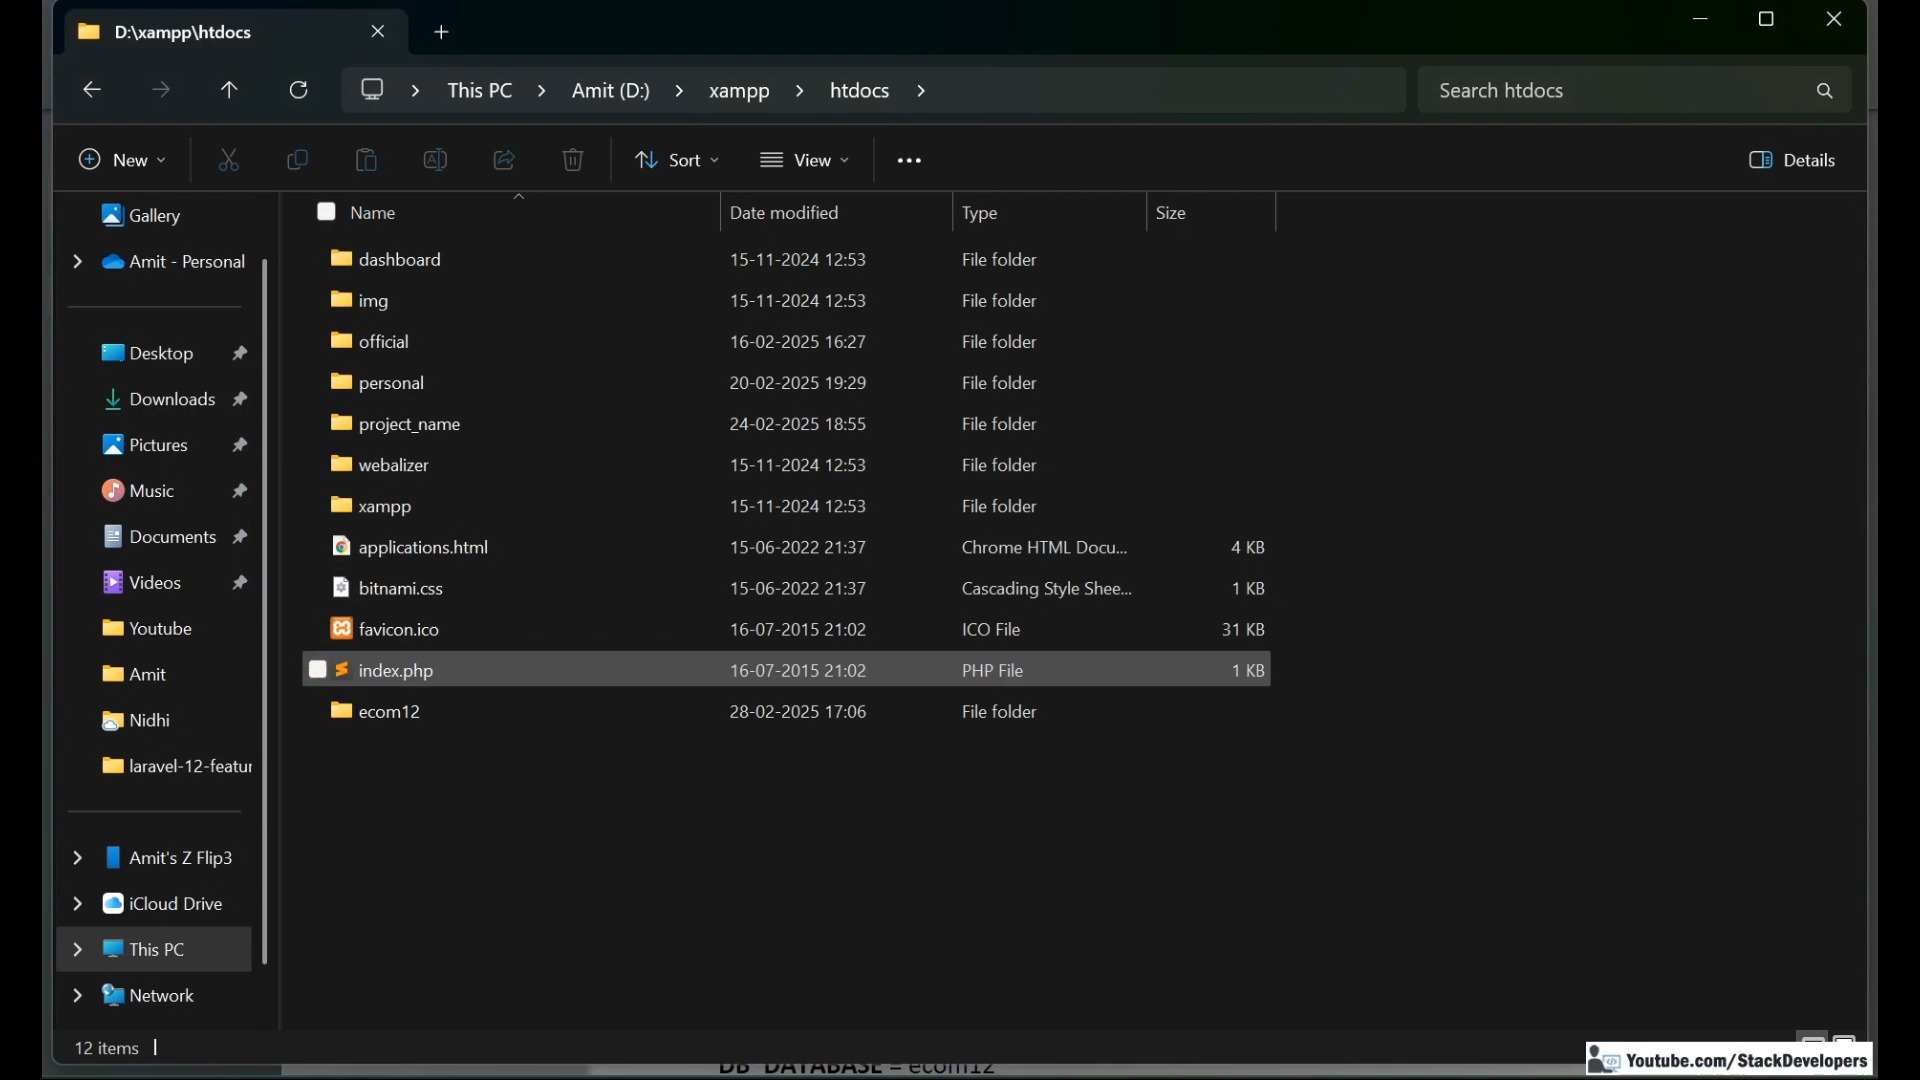 D:\xampp\htdocs
This PC
Amit (D:)
xampp
htdocs
Search htdocs
New
Sort
View
Details
Name
Date modified
Type
Size
Gallery
Amit - Personal
Desktop
Downloads
Pictures
Music
Documents
Videos
Youtube
Amit
Nidhi
laravel-12-featur
Amit's Z Flip3
iCloud Drive
This PC
Network
dashboard 15-11-2024 12:53 File folder
img 15-11-2024 12:53 File folder
official 16-02-2025 16:27 File folder
personal 20-02-2025 19:29 File folder
project_name 24-02-2025 18:55 File folder
webalizer 15-11-2024 12:53 File folder
xampp 15-11-2024 12:53 File folder
applications.html 15-06-2022 21:37 Chrome HTML Docu... 4 KB
bitnami.css 15-06-2022 21:37 Cascading Style Shee... 1 KB
favicon.ico 16-07-2015 21:02 ICO File 31 KB
index.php 16-07-2015 21:02 PHP File 1 KB
ecom12 28-02-2025 17:06 File folder
12 items
DB_DATABASE = ecom12
Youtube.com/StackDevelopers